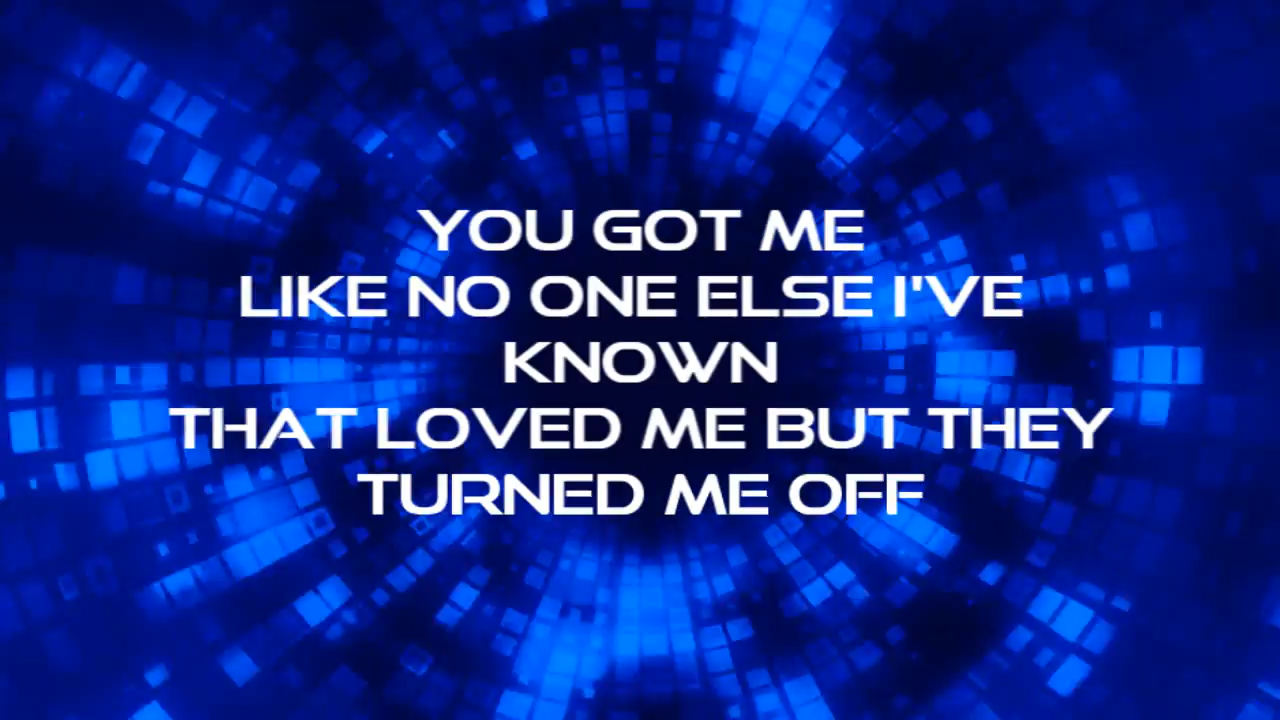 YOU GOT ME
LIKE NO ONE ELSE I'VE
KNOWN
THAT LOVED ME BUT THEY
TURNED ME OFF